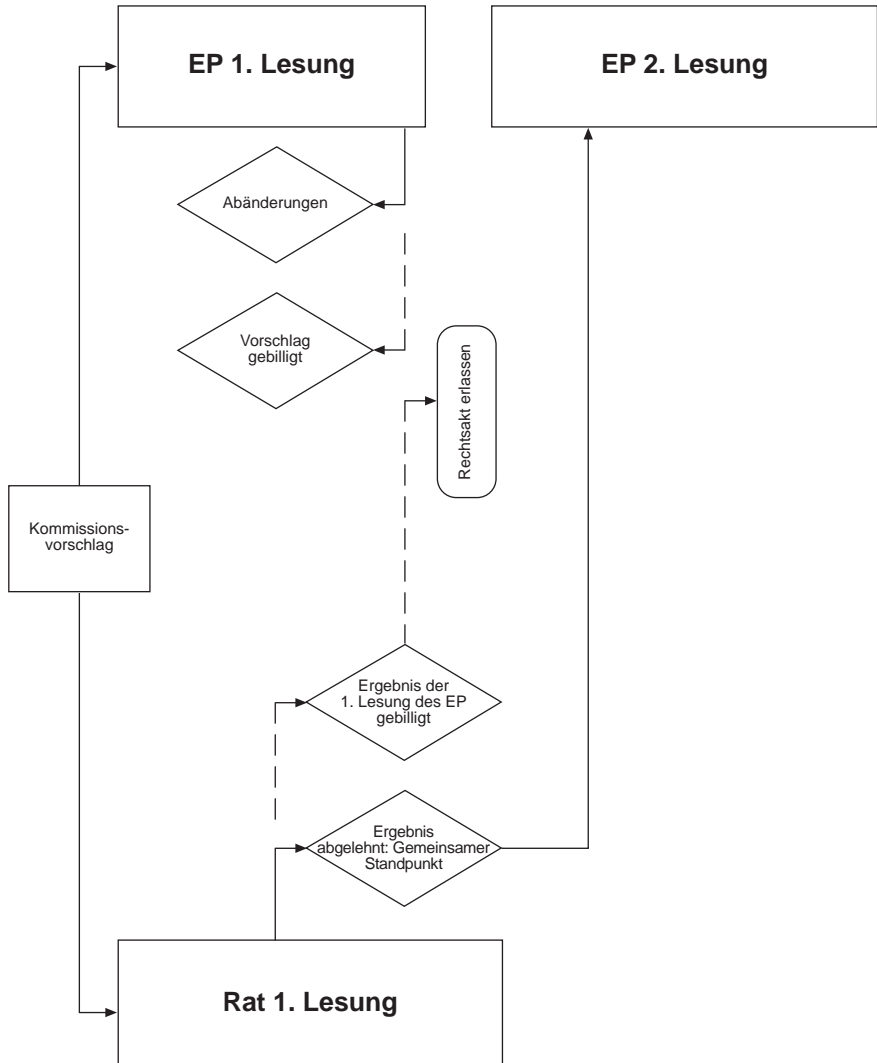 EP 1. Lesung
EP 2. Lesung
Abänderungen
Vorschlag
gebilligt
Rechtsakt erlassen
Kommissions-
vorschlag
Ergebnis der
1. Lesung des EP
gebilligt
Ergebnis
abgelehnt: Gemeinsamer
Standpunkt
Rat 1. Lesung